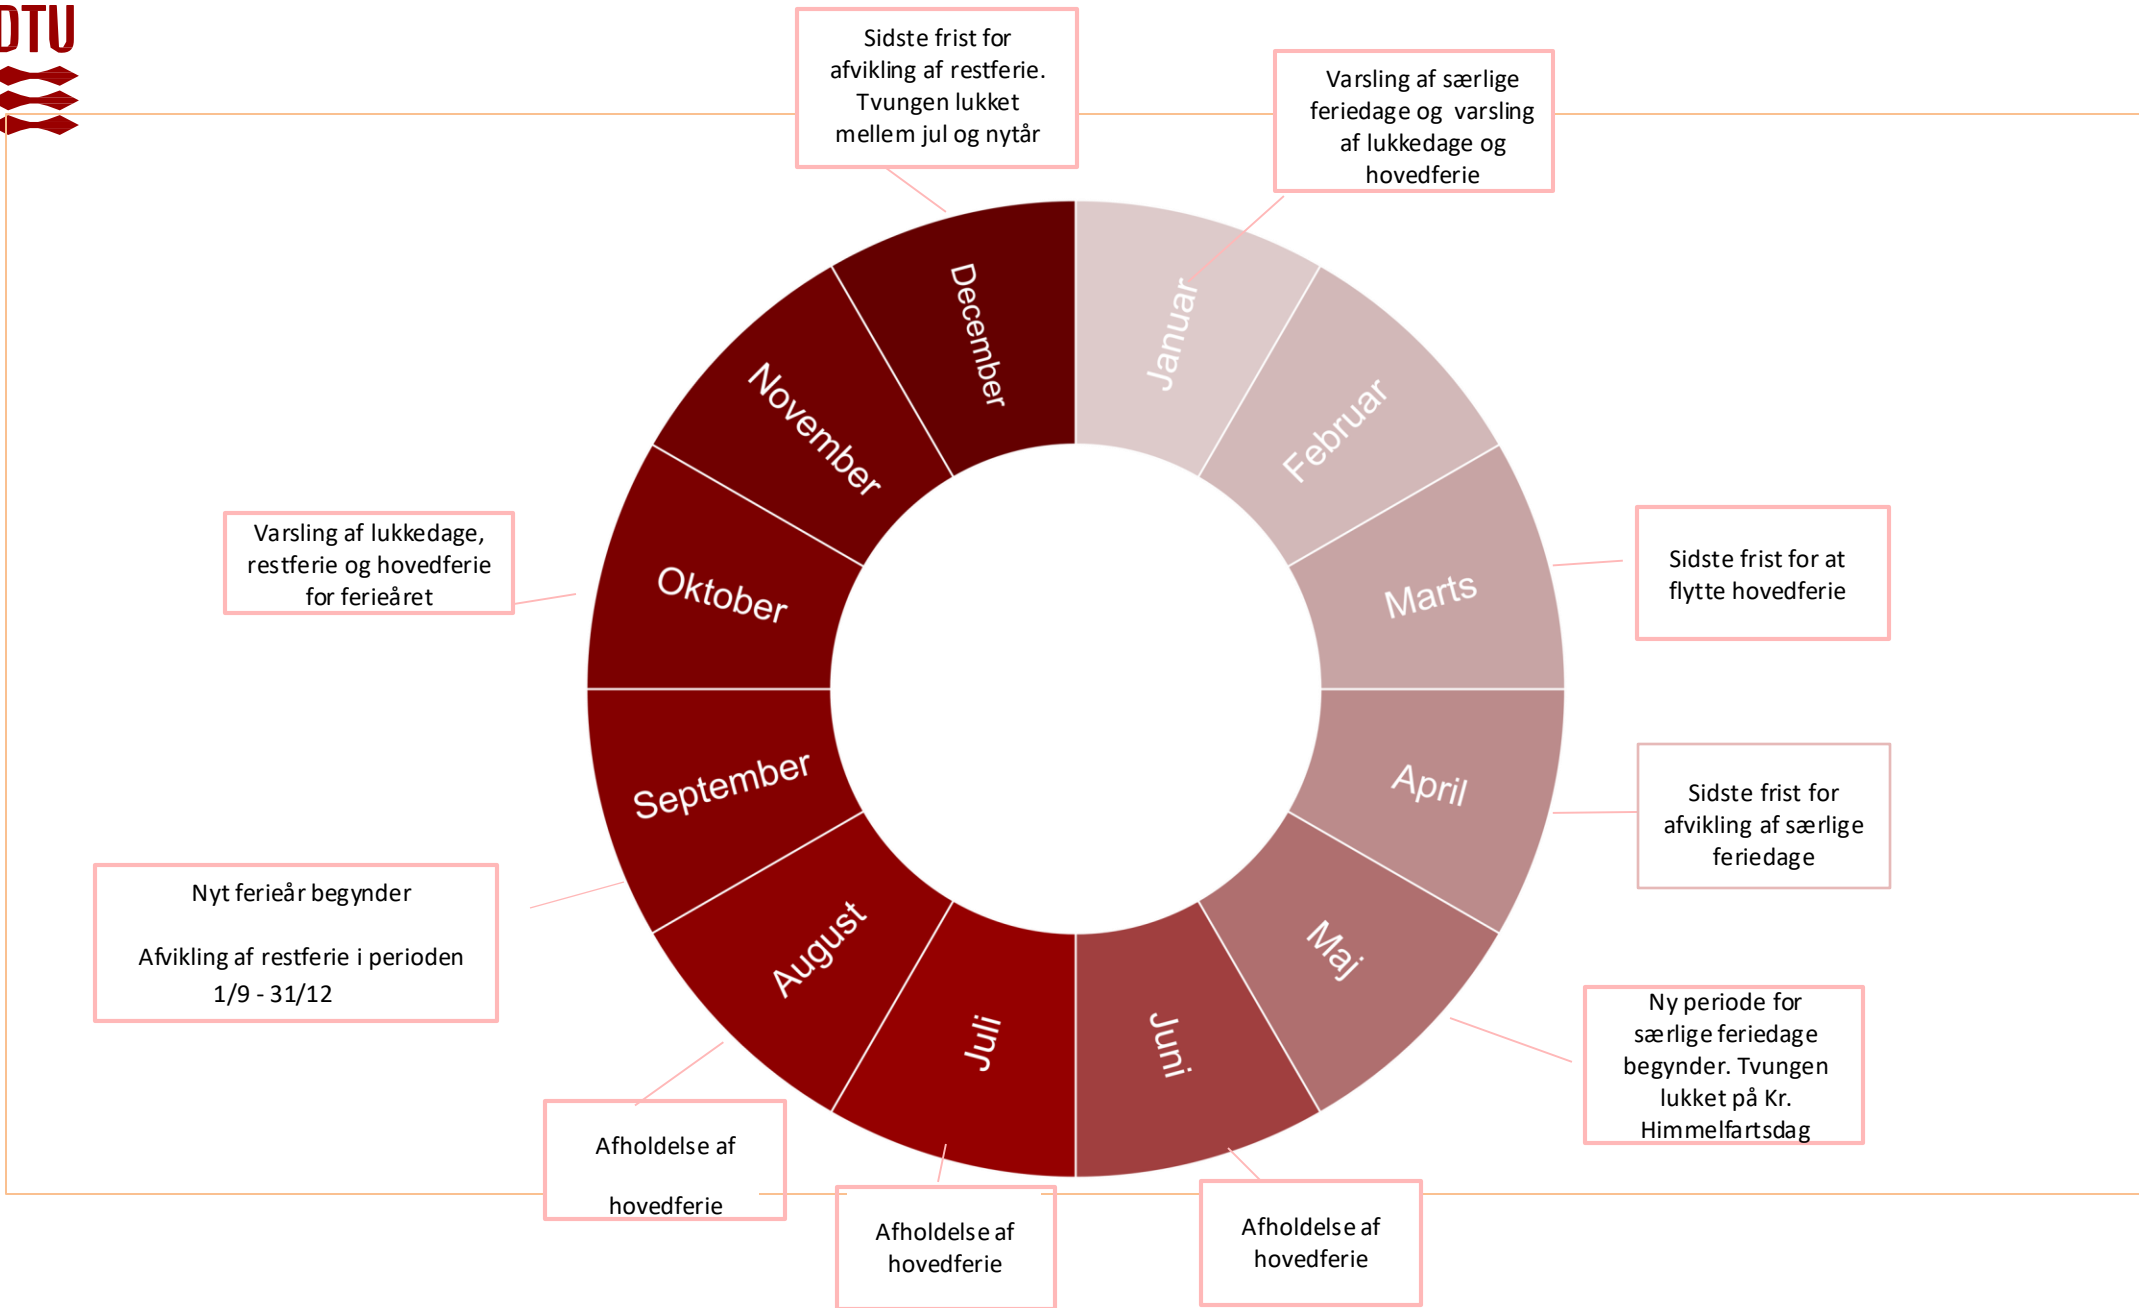 DTU
Sidste frist for
afvikling af restferie.
Tvungen lukket
mellem jul og nytår
Varsling af særlige
feriedage og varsling
af lukkedage og
hovedferie
December
Januar
November
Februar
Varsling af lukkedage,
restferie og hovedferie
for ferieåret
Oktober
Marts
Sidste frist for at
flytte hovedferie
September
April
Sidste frist for
afvikling af særlige
feriedage
Nyt ferieår begynder
Afvikling af restferie i perioden
1/9 - 31/12
August
Maj
Juli
Juni
Ny periode for
særlige feriedage
begynder. Tvungen
lukket på Kr.
Himmelfartsdag
Afholdelse af
hovedferie
Afholdelse af
hovedferie
Afholdelse af
hovedferie